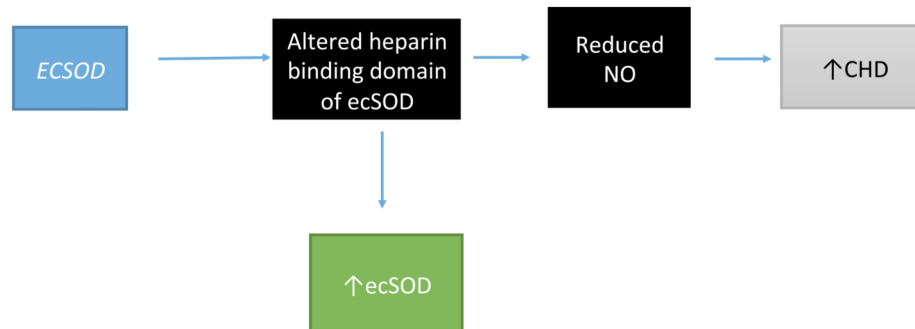 ECSOD
Altered heparin
binding domain
of ecSOD
Reduced
NO
↑CHD
↑ecSOD